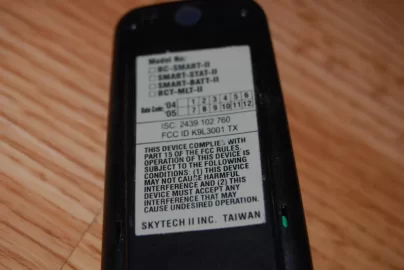 Model No:
□ RC-SMART-II
□ SMART-STAT-II
□ SMART-BATT-II
□ RCT-MLT-II
Date Code: '04 1 2 3 4 5 6
'05 7 8 9 10 11 12
ISC: 2439 102 760
FCC ID K9L3001 TX
THIS DEVICE COMPLIES WITH
PART 15 OF THE FCC RULES.
OPERATION OF THIS DEVICE IS
SUBJECT TO THE FOLLOWING
CONDITIONS: (1) THIS DEVICE
MAY NOT CAUSE HARMFUL
INTERFERENCE AND (2) THIS
DEVICE MUST ACCEPT ANY
INTERFERENCE THAT MAY
CAUSE UNDESIRED OPERATION.
SKYTECH II INC. TAIWAN